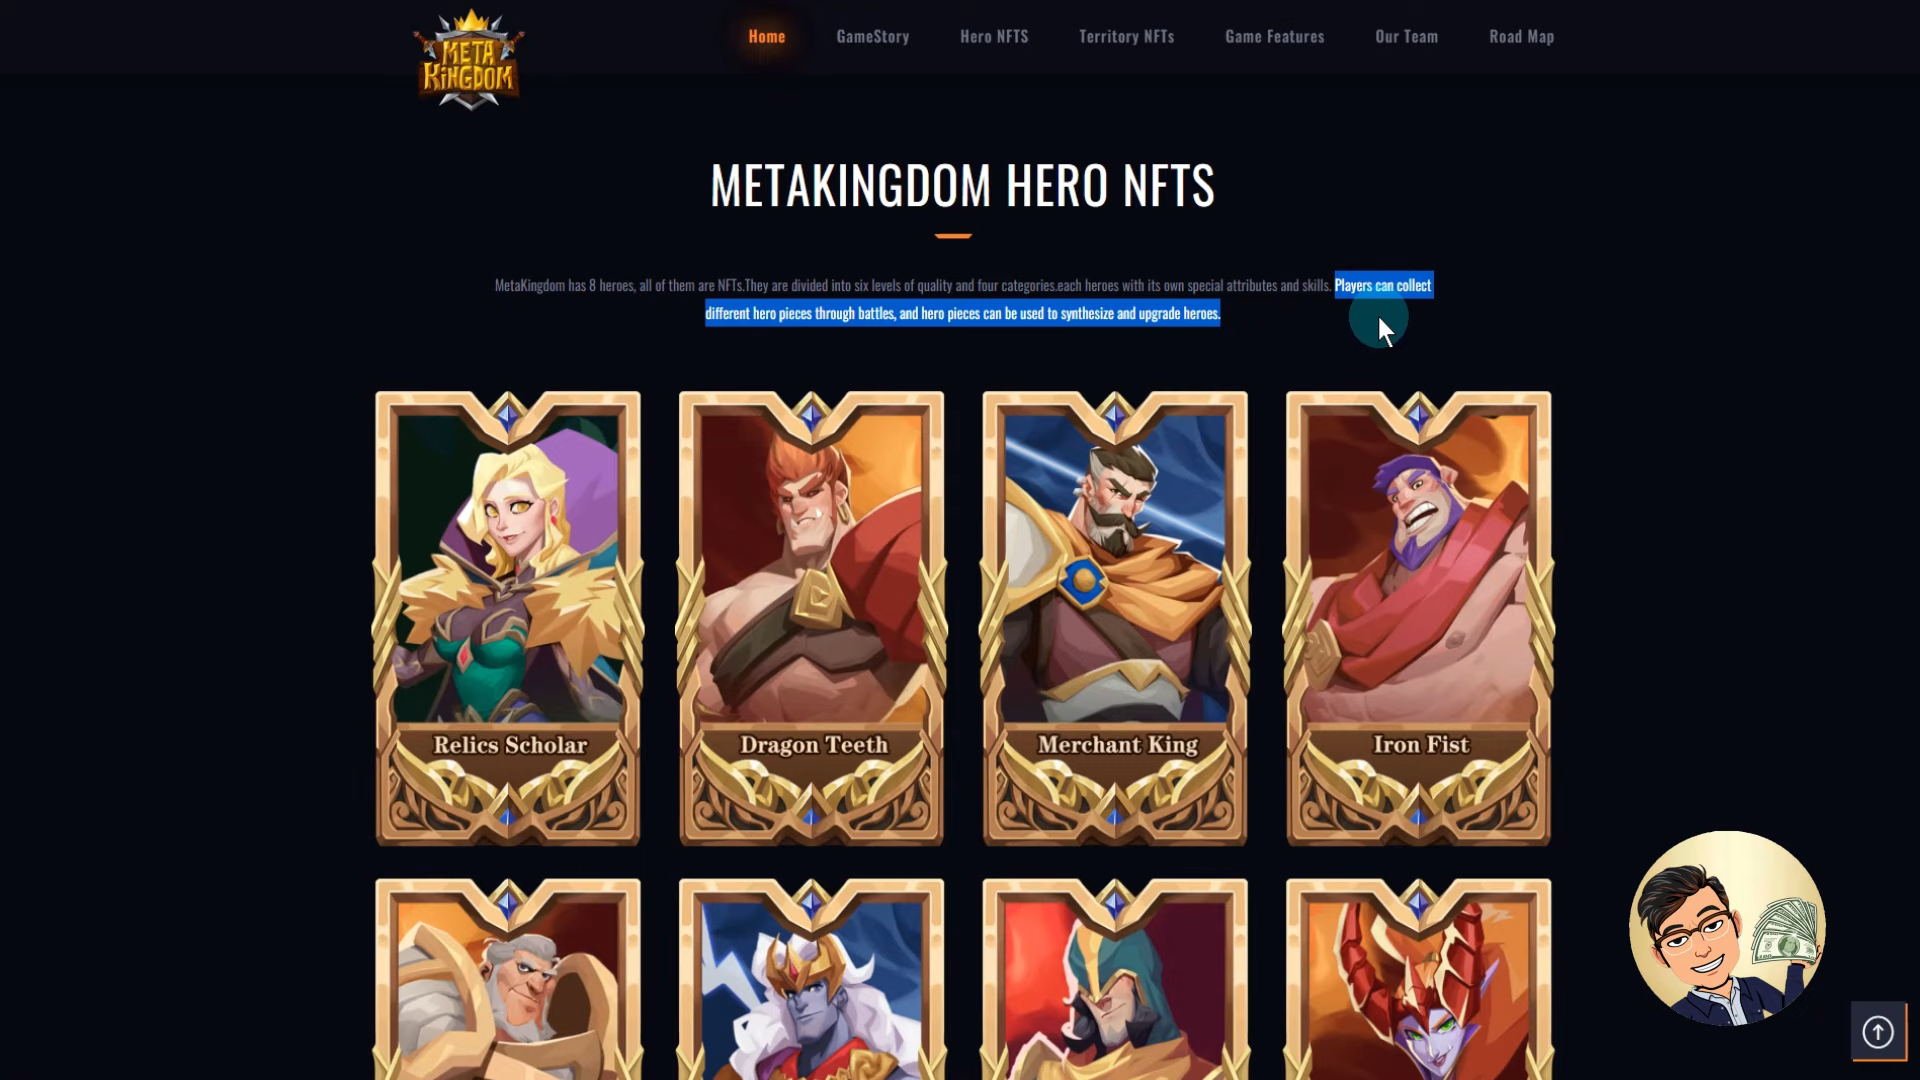 META
KINGDOM
Home GameStory Hero NFTS Territory NFTs Game Features Our Team Road Map
METAKINGDOM HERO NFTS
MetaKingdom has 8 heroes, all of them are NFTs.They are divided into six levels of quality and four categories.each heroes with its own special attributes and skills. Players can collect
different hero pieces through battles, and hero pieces can be used to synthesize and upgrade heroes.
Relics Scholar Dragon Teeth Merchant King Iron Fist